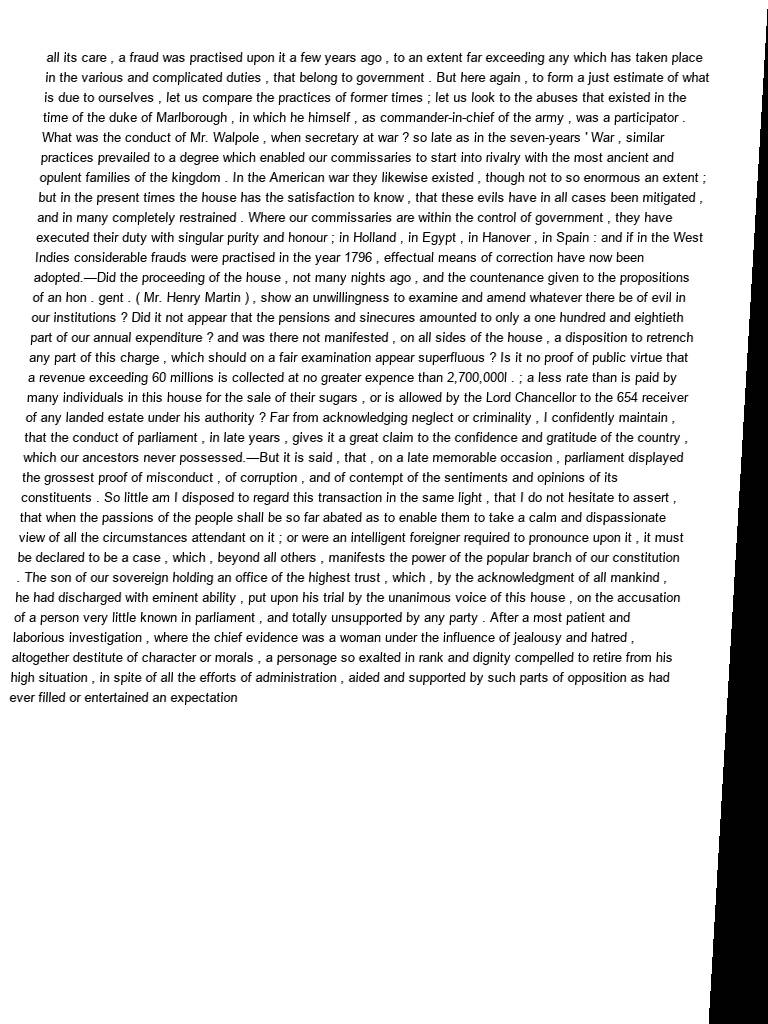 all its care , a fraud was practised upon it a few years ago , to an extent far exceeding any which has taken place
in the various and complicated duties , that belong to government . But here again , to form a just estimate of what
is due to ourselves , let us compare the practices of former times ; let us look to the abuses that existed in the
time of the duke of Marlborough , in which he himself , as commander-in-chief of the army , was a participator .
What was the conduct of Mr. Walpole , when secretary at war ? so late as in the seven-years ' War , similar
practices prevailed to a degree which enabled our commissaries to start into rivalry with the most ancient and
opulent families of the kingdom . In the American war they likewise existed , though not to so enormous an extent ;
but in the present times the house has the satisfaction to know , that these evils have in all cases been mitigated ,
and in many completely restrained . Where our commissaries are within the control of government , they have
executed their duty with singular purity and honour ; in Holland , in Egypt , in Hanover , in Spain : and if in the West
Indies considerable frauds were practised in the year 1796 , effectual means of correction have now been
adopted.—Did the proceeding of the house , not many nights ago , and the countenance given to the propositions
of an hon . gent . ( Mr. Henry Martin ) , show an unwillingness to examine and amend whatever there be of evil in
our institutions ? Did it not appear that the pensions and sinecures amounted to only a one hundred and eightieth
part of our annual expenditure ? and was there not manifested , on all sides of the house , a disposition to retrench
any part of this charge , which should on a fair examination appear superfluous ? Is it no proof of public virtue that
a revenue exceeding 60 millions is collected at no greater expence than 2,700,000l . ; a less rate than is paid by
many individuals in this house for the sale of their sugars , or is allowed by the Lord Chancellor to the 654 receiver
of any landed estate under his authority ? Far from acknowledging neglect or criminality , I confidently maintain ,
that the conduct of parliament , in late years , gives it a great claim to the confidence and gratitude of the country ,
which our ancestors never possessed.—But it is said , that , on a late memorable occasion , parliament displayed
the grossest proof of misconduct , of corruption , and of contempt of the sentiments and opinions of its
constituents . So little am I disposed to regard this transaction in the same light , that I do not hesitate to assert ,
that when the passions of the people shall be so far abated as to enable them to take a calm and dispassionate
view of all the circumstances attendant on it ; or were an intelligent foreigner required to pronounce upon it , it must
be declared to be a case , which , beyond all others , manifests the power of the popular branch of our constitution
. The son of our sovereign holding an office of the highest trust , which , by the acknowledgment of all mankind ,
he had discharged with eminent ability , put upon his trial by the unanimous voice of this house , on the accusation
of a person very little known in parliament , and totally unsupported by any party . After a most patient and
laborious investigation , where the chief evidence was a woman under the influence of jealousy and hatred ,
altogether destitute of character or morals , a personage so exalted in rank and dignity compelled to retire from his
high situation , in spite of all the efforts of administration , aided and supported by such parts of opposition as had
ever filled or entertained an expectation